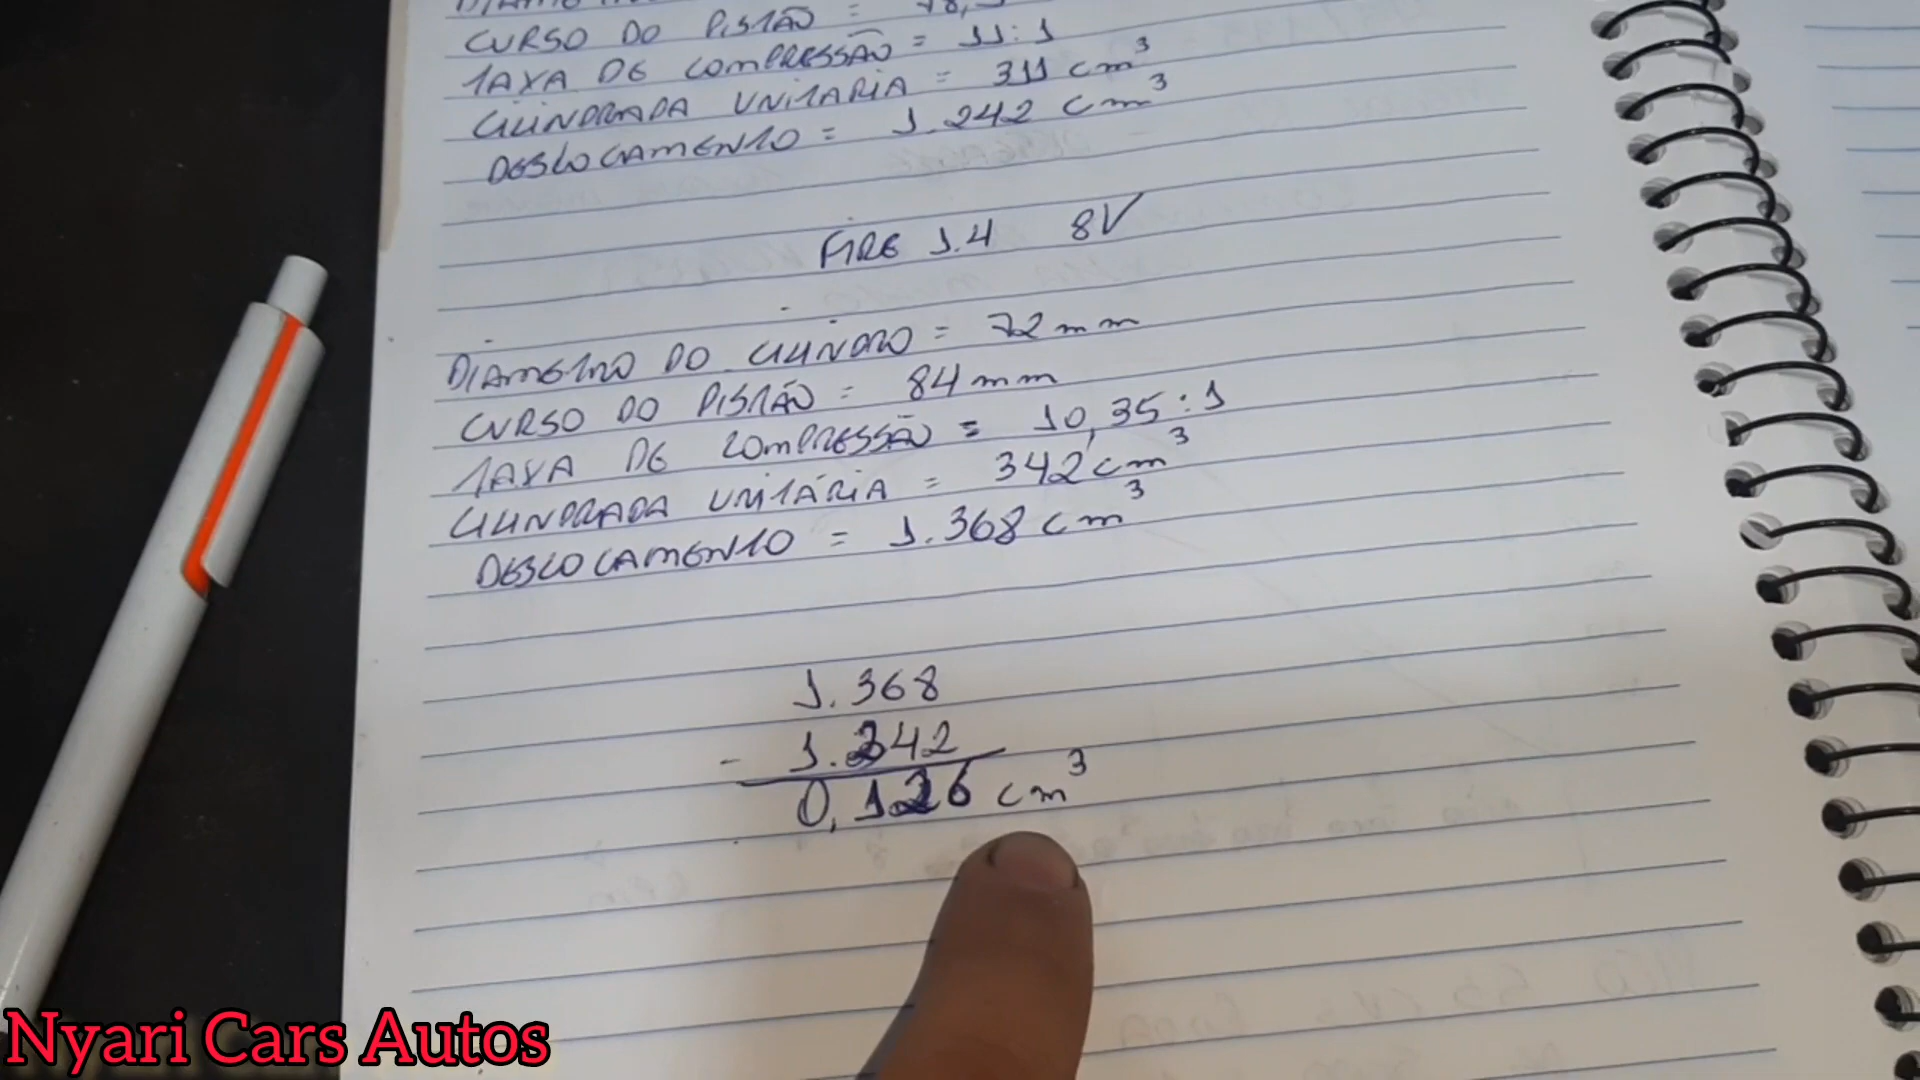 CURSO DO PISTÃO =
TAXA DE COMPRESSÃO = 11:1
CILINDRADA UNITARIA = 311 cm³
DESLOCAMENTO = 1.242 cm³
FIRE 1.4 8V
DIAMETRO DO CILINDRO = 72 mm
CURSO DO PISTÃO = 84 mm
TAXA DE COMPRESSÃO = 10,35:1
CILINDRADA UNITÁRIA = 342 cm³
DESLOCAMENTO = 1.368 cm³
1.368
- 1.242
0,126 cm³
Nyari Cars Autos